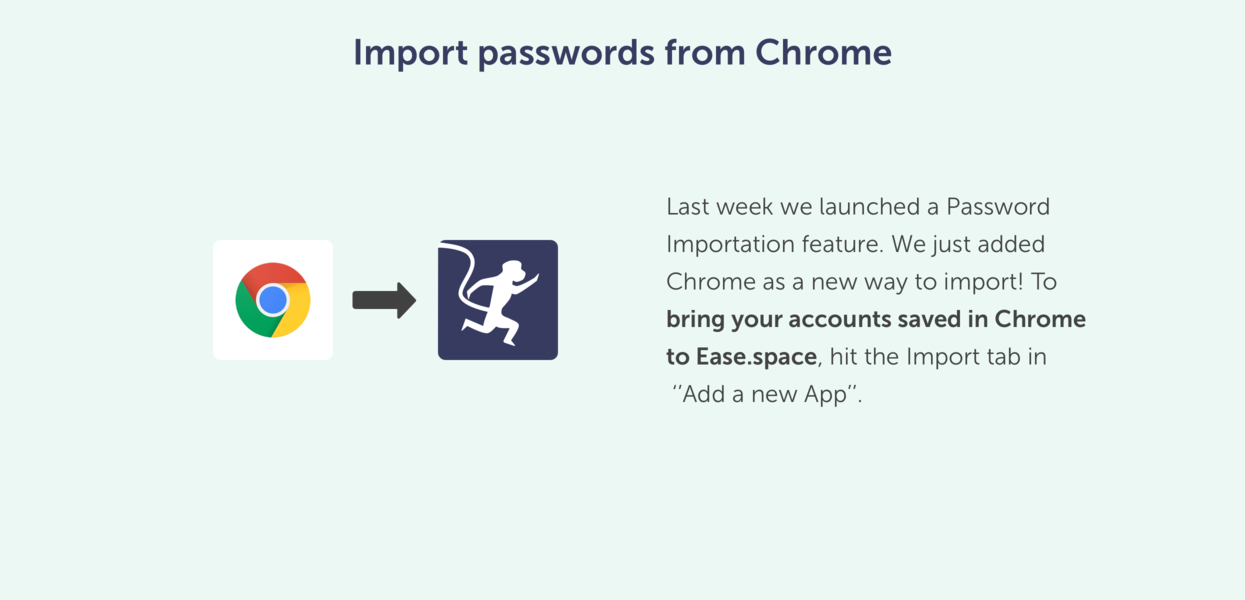 Import passwords from Chrome
Last week we launched a Password
Importation feature. We just added
Chrome as a new way to import! To
bring your accounts saved in Chrome
to Ease.space, hit the Import tab in
‘‘Add a new App’’.